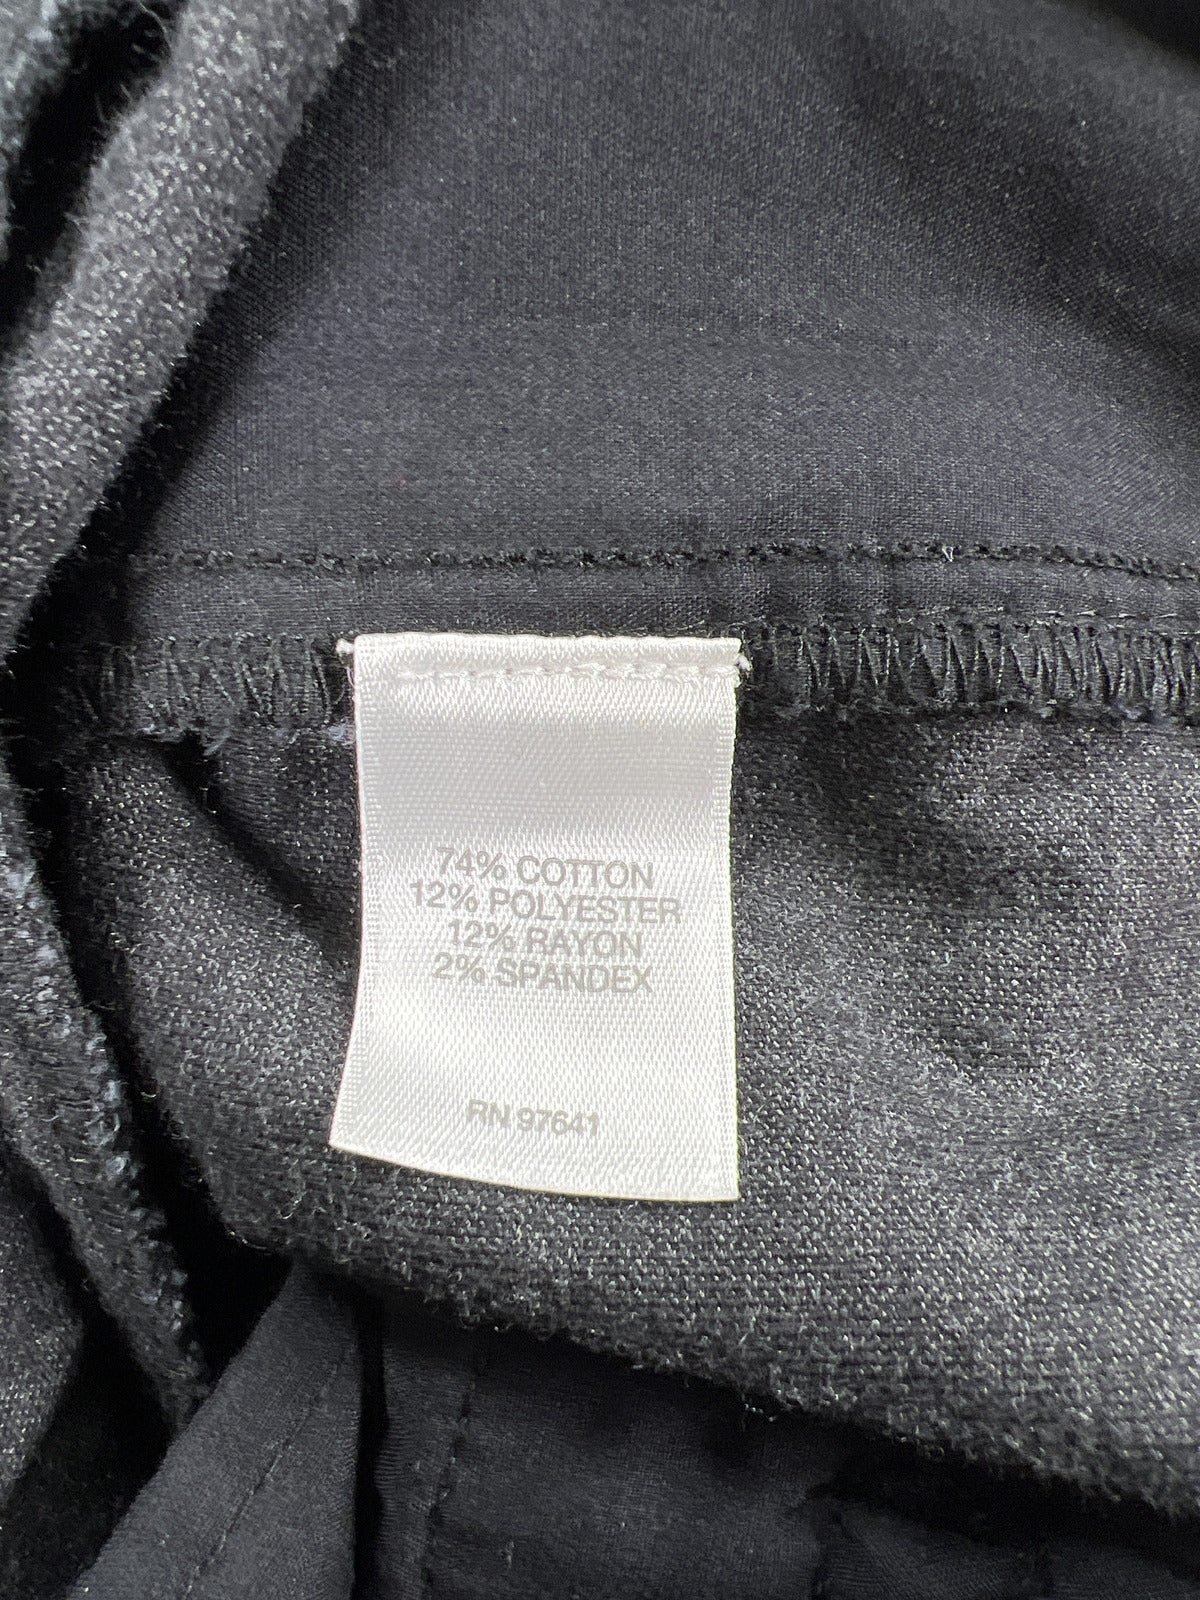 74% COTTON
12% POLYESTER
12% RAYON
2% SPANDEX
RN 97641